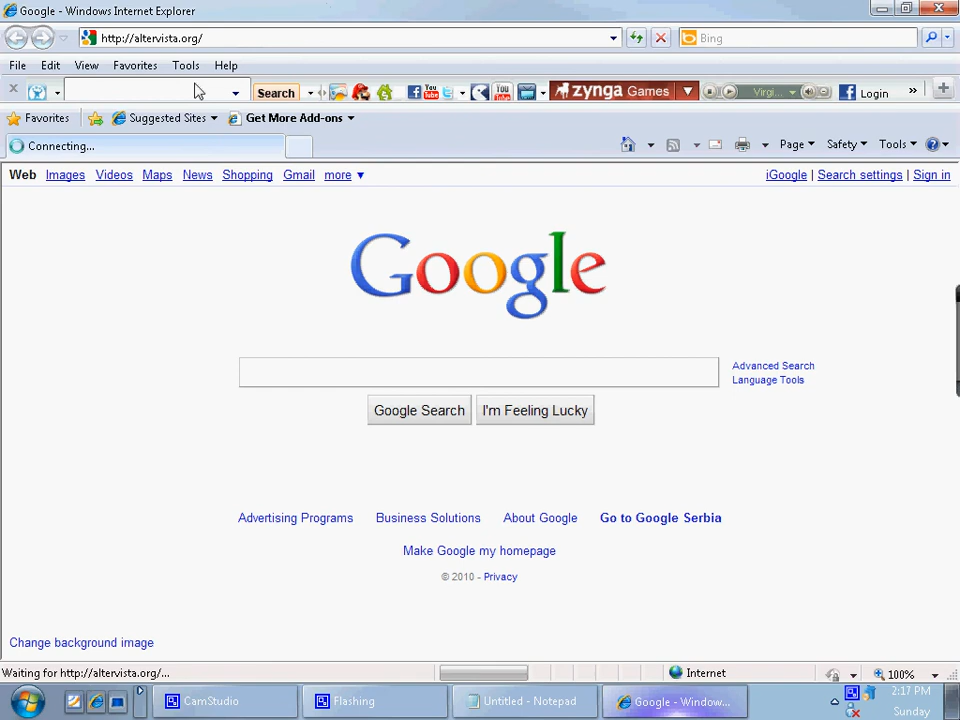 Google - Windows Internet Explorer
http://altervista.org/
Bing
File Edit View Favorites Tools Help
Search
You Tube
zynga Games
Virgi...
Login
»
Favorites
Suggested Sites
Get More Add-ons
Connecting...
Page
Safety
Tools
Web Images Videos Maps News Shopping Gmail more ▼
iGoogle | Search settings | Sign in
Google
Advanced Search
Language Tools
Google Search
I'm Feeling Lucky
Advertising Programs
Business Solutions
About Google
Go to Google Serbia
Make Google my homepage
© 2010 - Privacy
Change background image
Waiting for http://altervista.org/...
Internet
100%
CamStudio
Flashing
Untitled - Notepad
Google - Window...
2:17 PM
Sunday